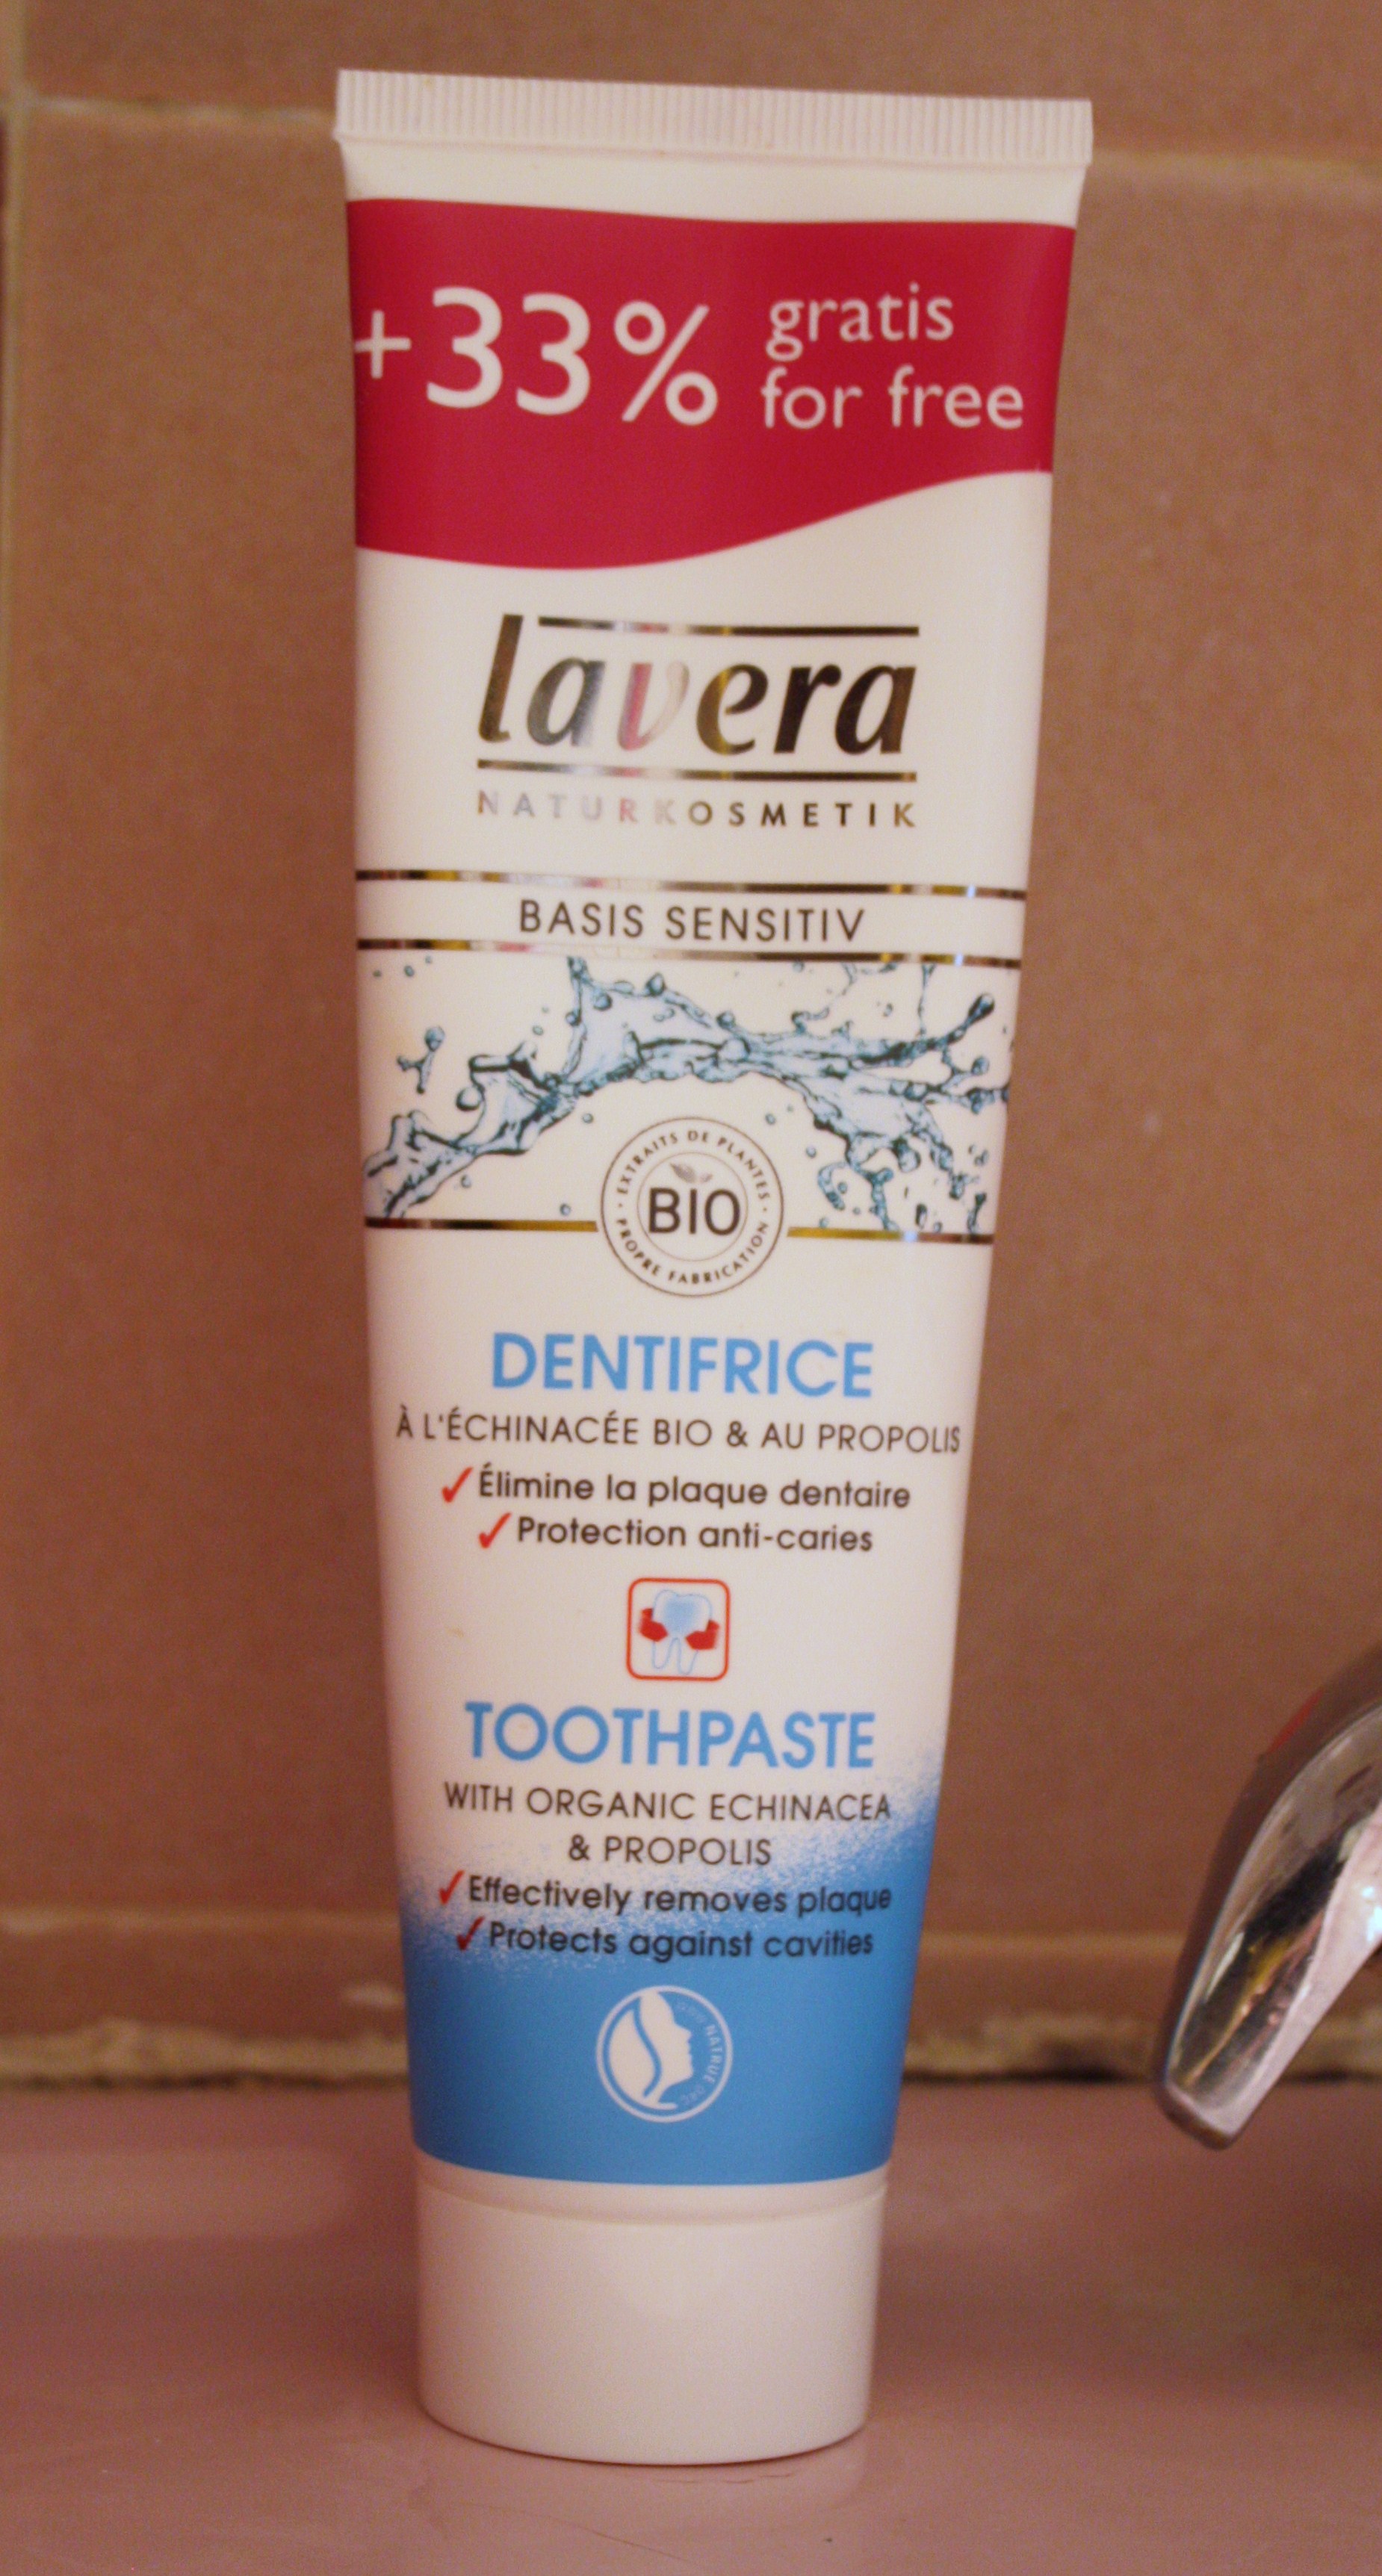 +33% gratis
for free
lavera
NATURKOSMETIK
BASIS SENSITIV
EXTRAITS DE PLANTES
BIO
PROPRE FABRICATION
DENTIFRICE
À L'ÉCHINACÉE BIO & AU PROPOLIS
Élimine la plaque dentaire
Protection anti-caries
TOOTHPASTE
WITH ORGANIC ECHINACEA
& PROPOLIS
Effectively removes plaque
Protects against cavities
NATRUE